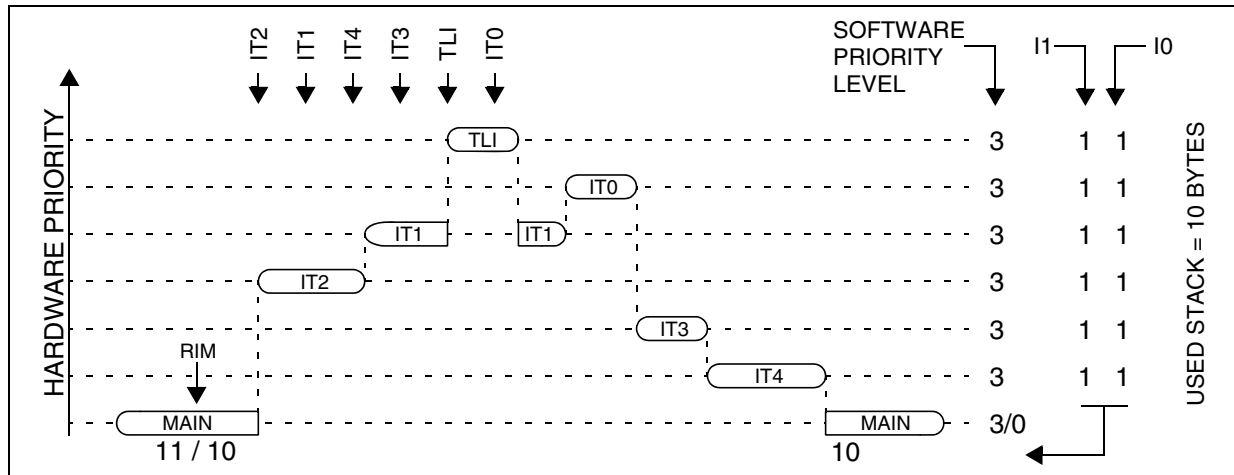 IT2
IT1
IT4
IT3
TLI
IT0
SOFTWARE
PRIORITY
LEVEL
I1
I0
HARDWARE PRIORITY
TLI
3
1 1
IT0
3
1 1
IT1
IT1
3
1 1
IT2
3
1 1
IT3
3
1 1
RIM
IT4
3
1 1
MAIN
MAIN
3/0
11 / 10
10
USED STACK = 10 BYTES